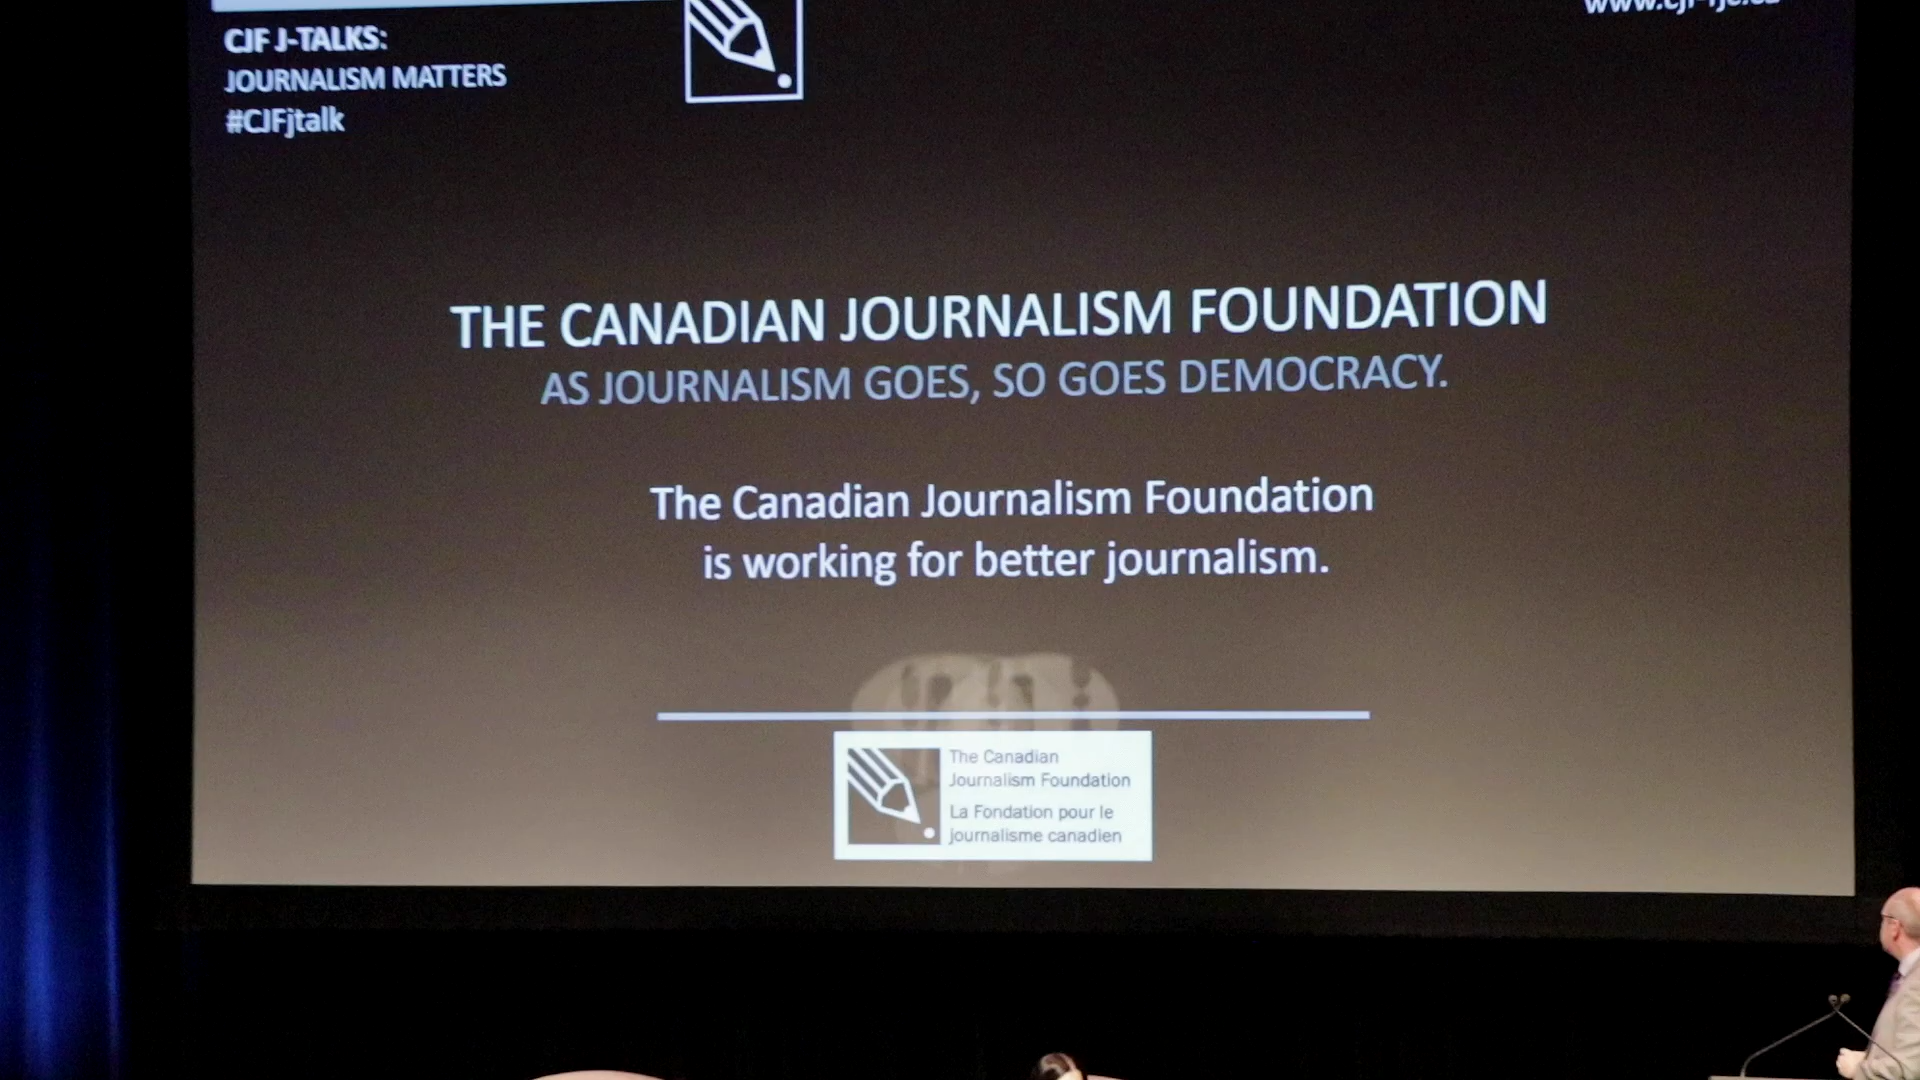 CJF J-TALKS:
JOURNALISM MATTERS
#CJFjtalk
THE CANADIAN JOURNALISM FOUNDATION
AS JOURNALISM GOES, SO GOES DEMOCRACY.
The Canadian Journalism Foundation
is working for better journalism.
The Canadian
Journalism Foundation
La Fondation pour le
journalisme canadien